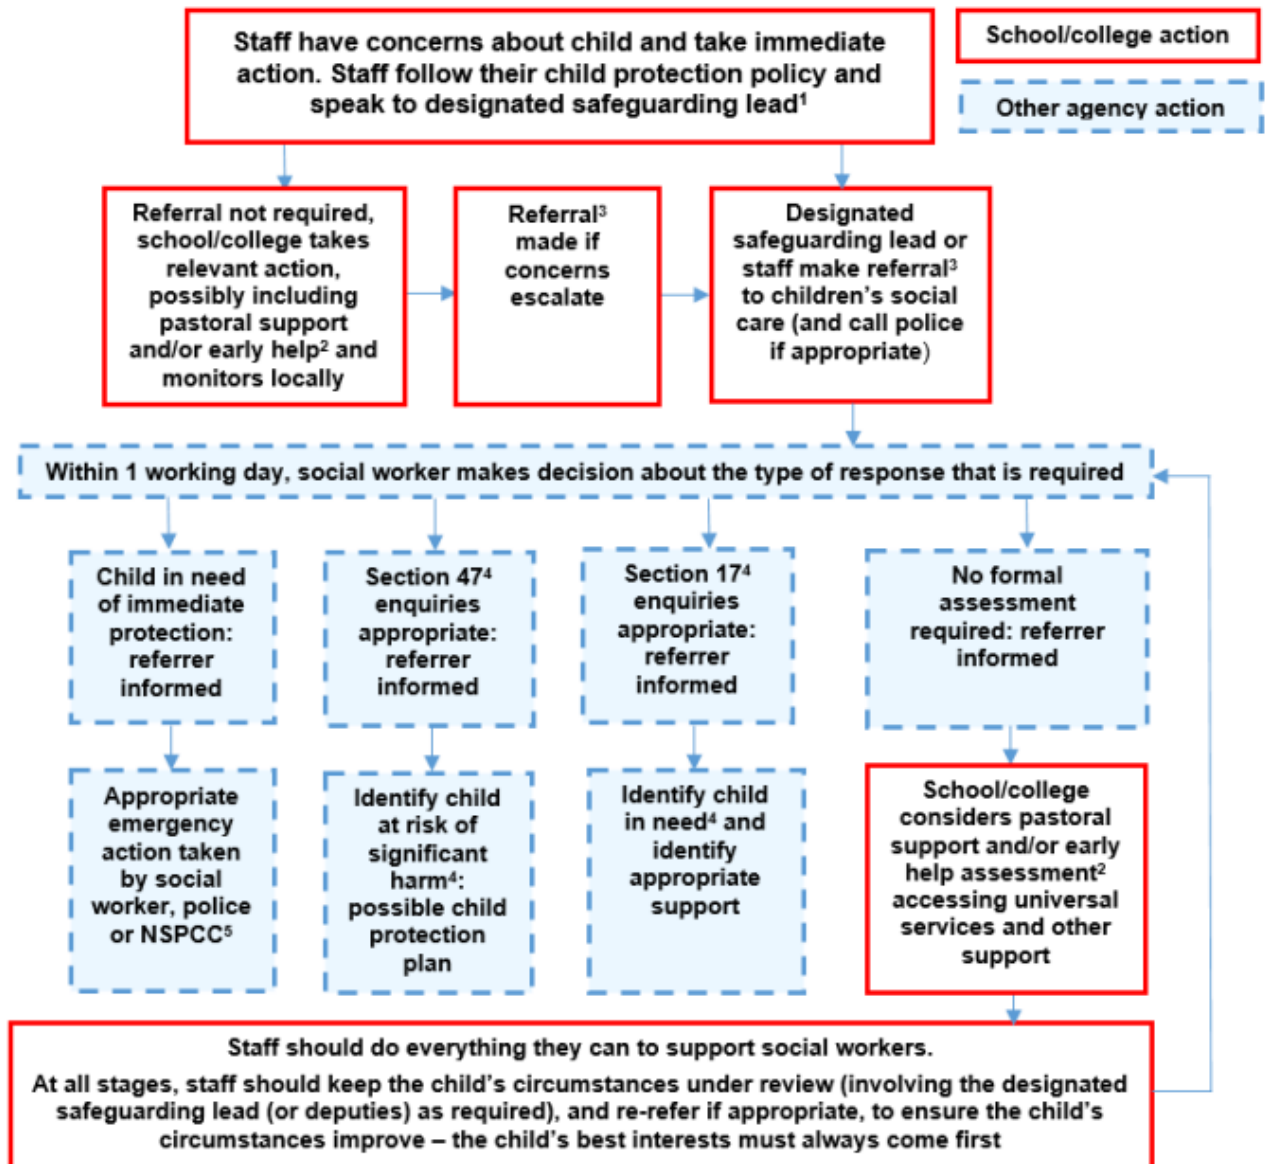 Staff have concerns about child and take immediate
action. Staff follow their child protection policy and
speak to designated safeguarding lead¹
School/college action
Other agency action
Referral not required,
school/college takes
relevant action,
possibly including
pastoral support
and/or early help² and
monitors locally
Referral³
made if
concerns
escalate
Designated
safeguarding lead or
staff make referral³
to children’s social
care (and call police
if appropriate)
Within 1 working day, social worker makes decision about the type of response that is required
Child in need
of immediate
protection:
referrer
informed
Section 47⁴
enquiries
appropriate:
referrer
informed
Section 17⁴
enquiries
appropriate:
referrer
informed
No formal
assessment
required: referrer
informed
Appropriate
emergency
action taken
by social
worker, police
or NSPCC⁵
Identify child
at risk of
significant
harm⁴:
possible child
protection
plan
Identify child
in need⁴ and
identify
appropriate
support
School/college
considers pastoral
support and/or early
help assessment²
accessing universal
services and other
support
Staff should do everything they can to support social workers.
At all stages, staff should keep the child’s circumstances under review (involving the designated
safeguarding lead (or deputies) as required), and re-refer if appropriate, to ensure the child’s
circumstances improve – the child’s best interests must always come first